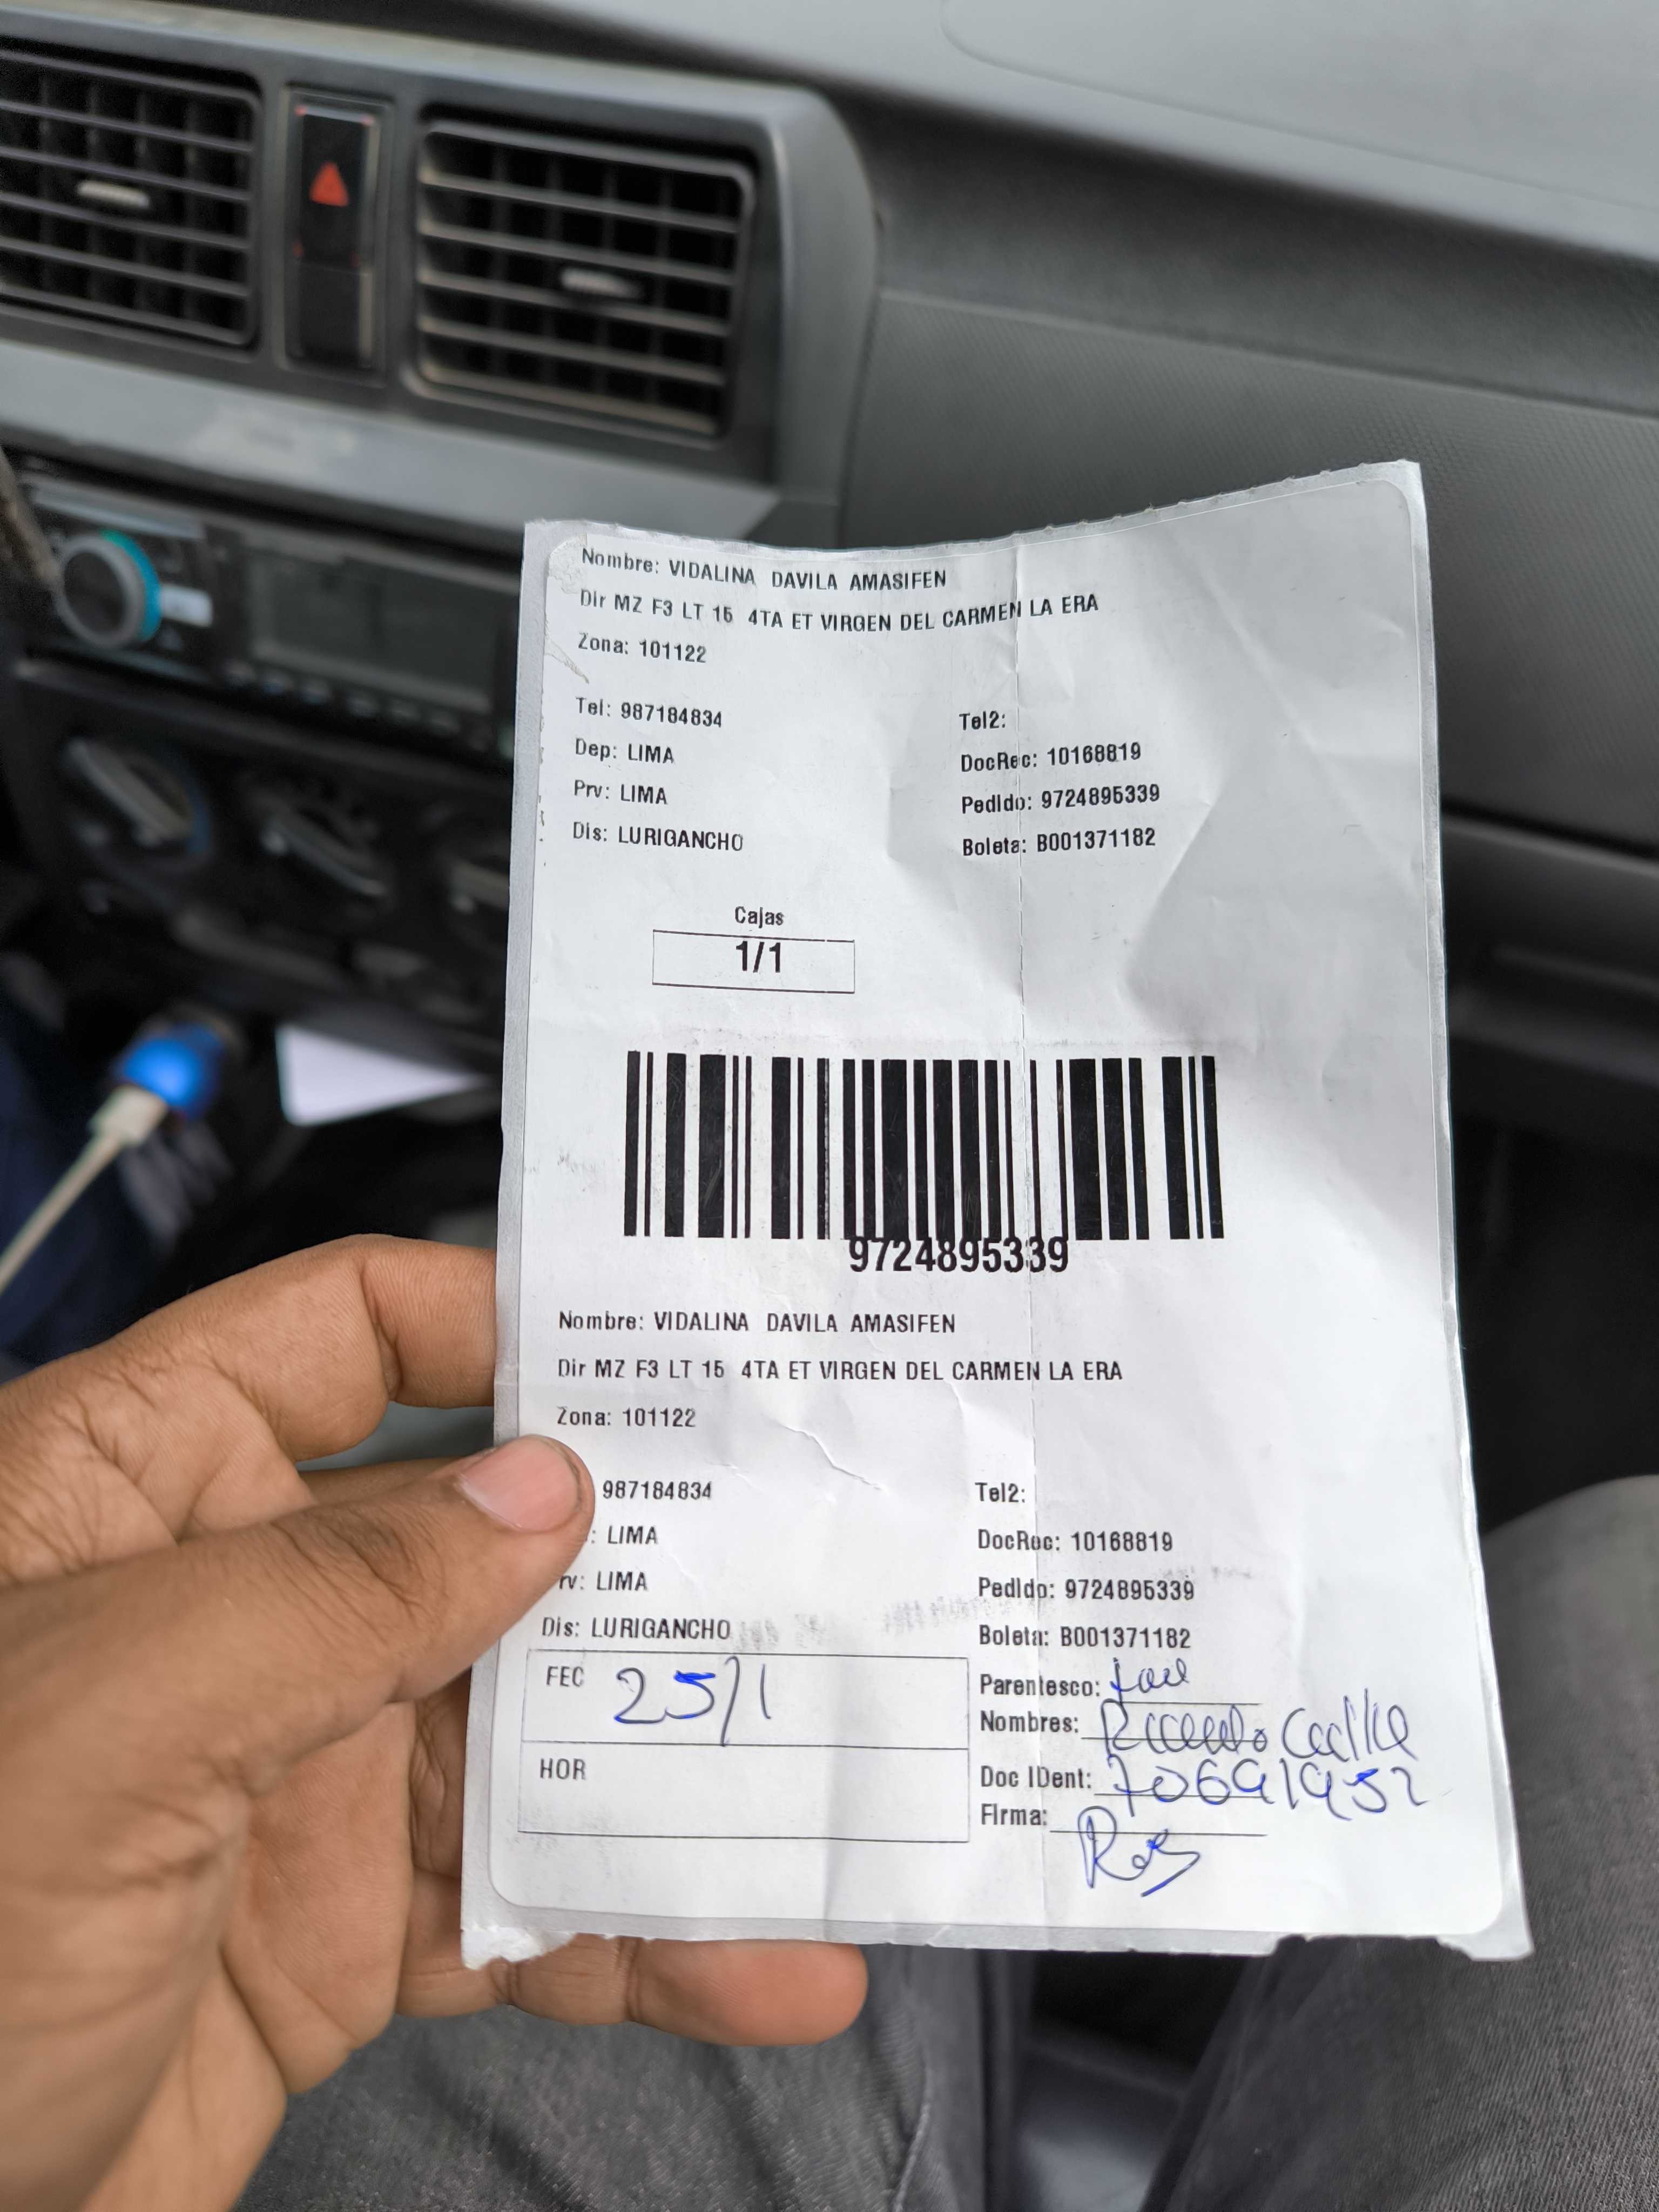 Nombre: VIDALINA DAVILA AMASIFEN
Dir MZ F3 LT 15 4TA ET VIRGEN DEL CARMEN LA ERA
Zona: 101122
Tel: 987184834 Tel2:
Dep: LIMA DocRec: 10168819
Prv: LIMA Pedido: 9724895339
Dis: LURIGANCHO Boleta: B001371182
Cajas
1/1
9724895339
Nombre: VIDALINA DAVILA AMASIFEN
Dir MZ F3 LT 15 4TA ET VIRGEN DEL CARMEN LA ERA
Zona: 101122
987184834 Tel2:
: LIMA DocRec: 10168819
rv: LIMA Pedido: 9724895339
Dis: LURIGANCHO Boleta: B001371182
FEC 25/1 Parentesco:
Nombres:
HOR Doc IDent: 70691952
Firma: